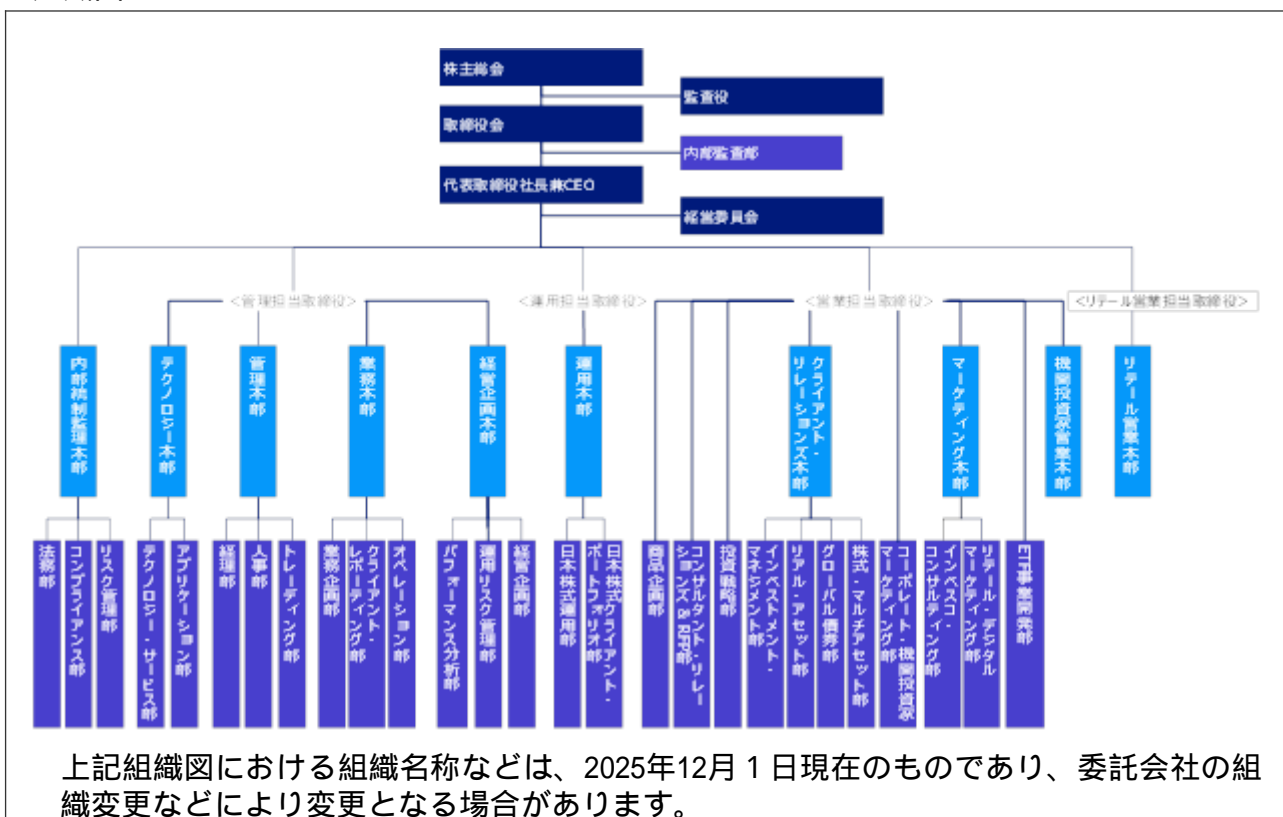 株主総会
監査役
取締役会
内部監査部
代表取締役社長兼CEO
経営委員会
<管理担当取締役>
<運用担当取締役>
<営業担当取締役>
<リテール営業担当取締役>
内部統制監理本部
テクノロジー本部
管理本部
業務本部
経営企画本部
運用本部
クライアント・
リレーションズ本部
マーケティング本部
機関投資家営業本部
リテール営業本部
法務部
コンプライアンス部
リスク管理部
テクノロジー・サービス部
アプリケーション部
経理部
人事部
トレーディング部
業務企画部
クライアント・
レポーティング部
オペレーション部
パフォーマンス分析部
運用リスク管理部
経営企画部
日本株式運用部
日本株式クライアント・
ポートフォリオ部
商品企画部
コンサルタント・リレー
ションズ & RFP部
投資戦略部
インベストメント・
マネジメント部
リアル・アセット部
グローバル債券部
株式・マルチアセット部
コーポレート・機関投資家
マーケティング部
インベスコ・
コンサルティング部
リテール・デジタル
マーケティング部
ETF事業開発部
上記組織図における組織名称などは、2025年12月1日現在のものであり、委託会社の組
織変更などにより変更となる場合があります。